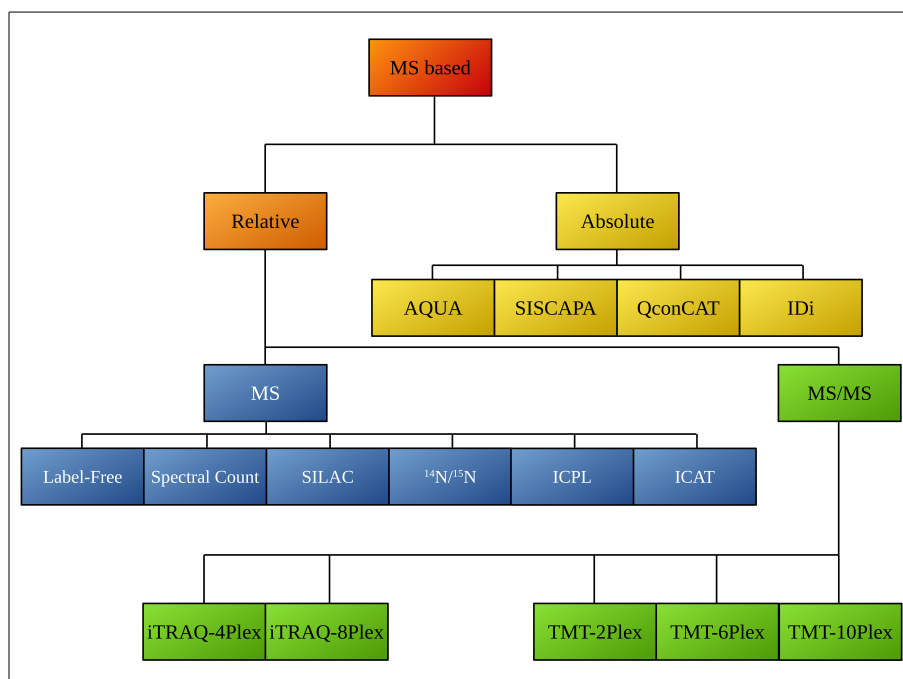 MS based
Relative
Absolute
AQUA
SISCAPA
QconCAT
IDi
MS
MS/MS
Label-Free
Spectral Count
SILAC
¹⁴N/¹⁵N
ICPL
ICAT
iTRAQ-4Plex
iTRAQ-8Plex
TMT-2Plex
TMT-6Plex
TMT-10Plex